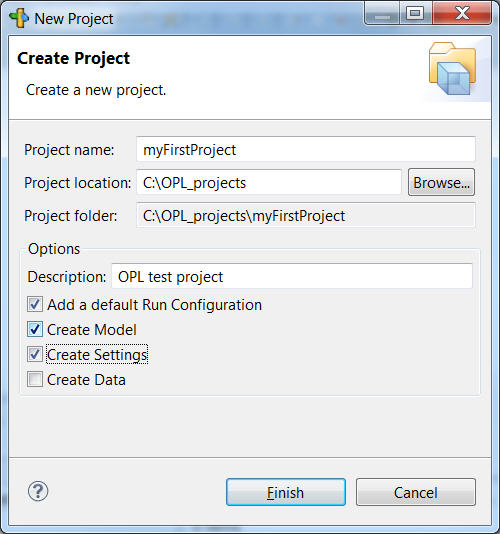 New Project
Create Project
Create a new project.
Project name: myFirstProject
Project location: C:\OPL_projects Browse...
Project folder: C:\OPL_projects\myFirstProject
Options
Description: OPL test project
Add a default Run Configuration
Create Model
Create Settings
Create Data
? Finish Cancel